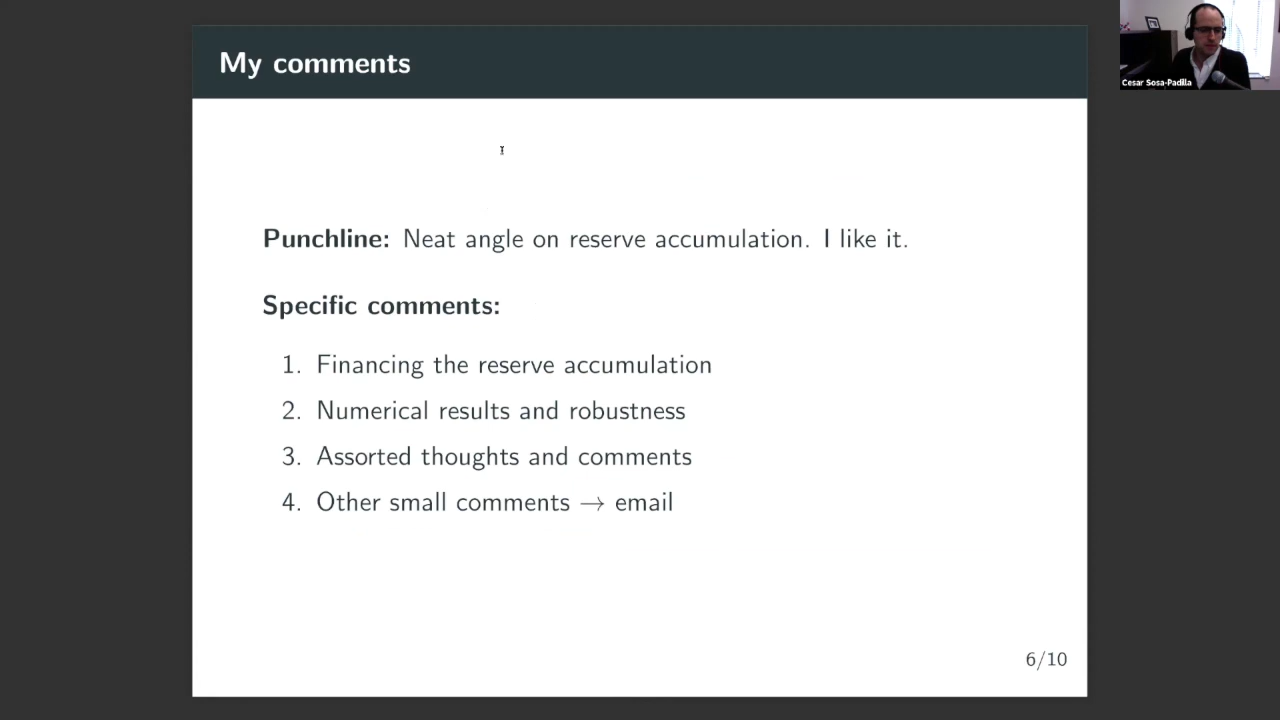 My comments
Cesar Sosa-Padilla
Punchline: Neat angle on reserve accumulation. I like it.
Specific comments:
1. Financing the reserve accumulation
2. Numerical results and robustness
3. Assorted thoughts and comments
4. Other small comments → email
6/10